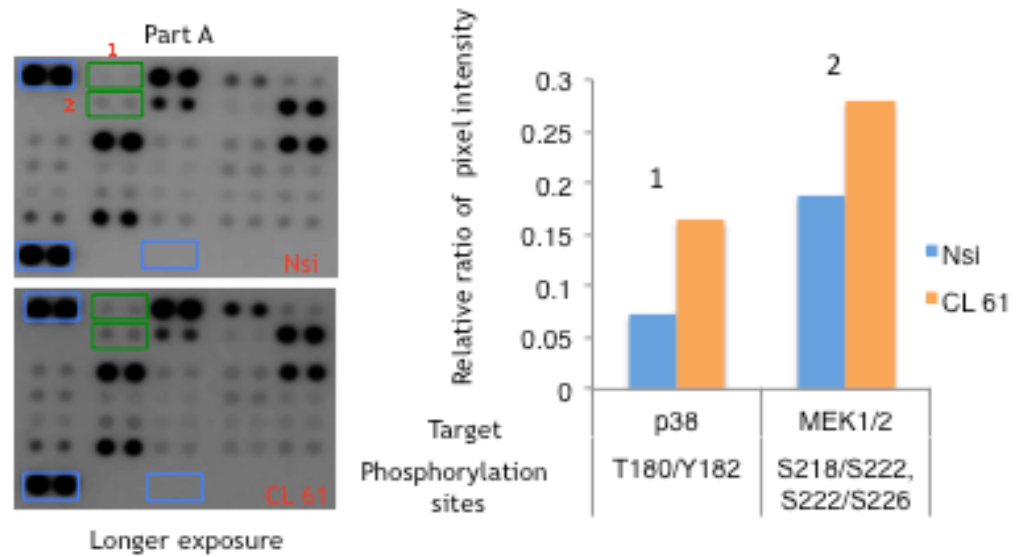 Part A
1
2
Nsi
CL 61
Longer exposure
Relative ratio of pixel intensity
0.3
0.25
0.2
0.15
0.1
0.05
0
1
2
Nsi
CL 61
Target
p38
MEK1/2
Phosphorylation
sites
T180/Y182
S218/S222,
S222/S226